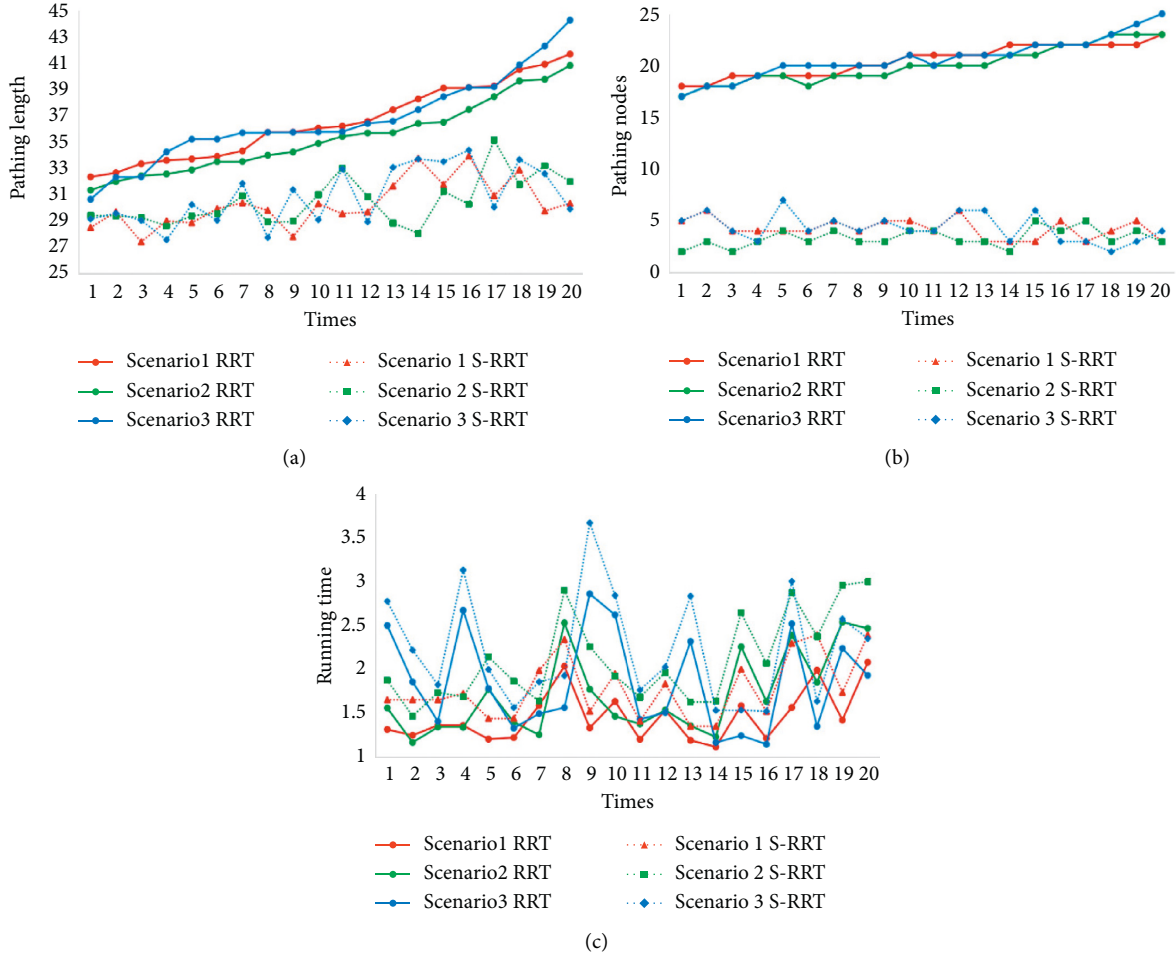 45
43
41
39
37
35
33
31
29
27
25
Pathing length
1 2 3 4 5 6 7 8 9 10 11 12 13 14 15 16 17 18 19 20
Times
Scenario1 RRT
Scenario 1 S-RRT
Scenario2 RRT
Scenario 2 S-RRT
Scenario3 RRT
Scenario 3 S-RRT
(a)
25
20
15
10
5
0
Pathing nodes
1 2 3 4 5 6 7 8 9 10 11 12 13 14 15 16 17 18 19 20
Times
Scenario1 RRT
Scenario 1 S-RRT
Scenario2 RRT
Scenario 2 S-RRT
Scenario3 RRT
Scenario 3 S-RRT
(b)
4
3.5
3
2.5
2
1.5
1
Running time
1 2 3 4 5 6 7 8 9 10 11 12 13 14 15 16 17 18 19 20
Times
Scenario1 RRT
Scenario 1 S-RRT
Scenario2 RRT
Scenario 2 S-RRT
Scenario3 RRT
Scenario 3 S-RRT
(c)